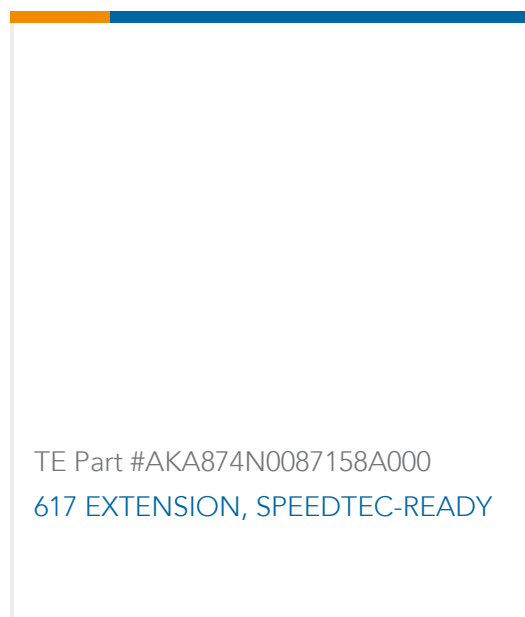 TE Part #AKA874N0087158A000
617 EXTENSION, SPEEDTEC-READY